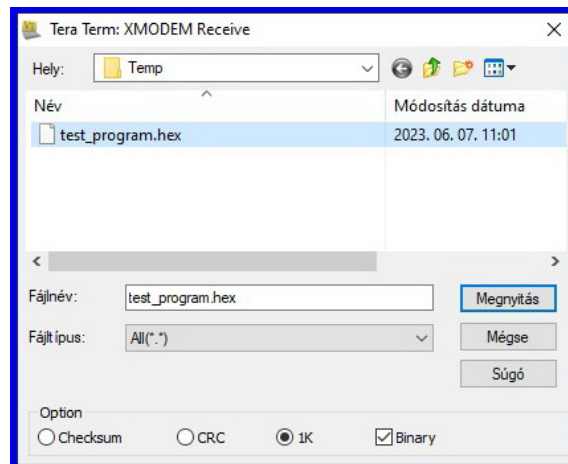 Tera Term: XMODEM Receive
Hely: Temp
Név Módosítás dátuma
test_program.hex 2023. 06. 07. 11:01
Fájlnév: test_program.hex Megnyitás
Fájltípus: All(*.*) Mégse
Súgó
Option
Checksum CRC 1K Binary